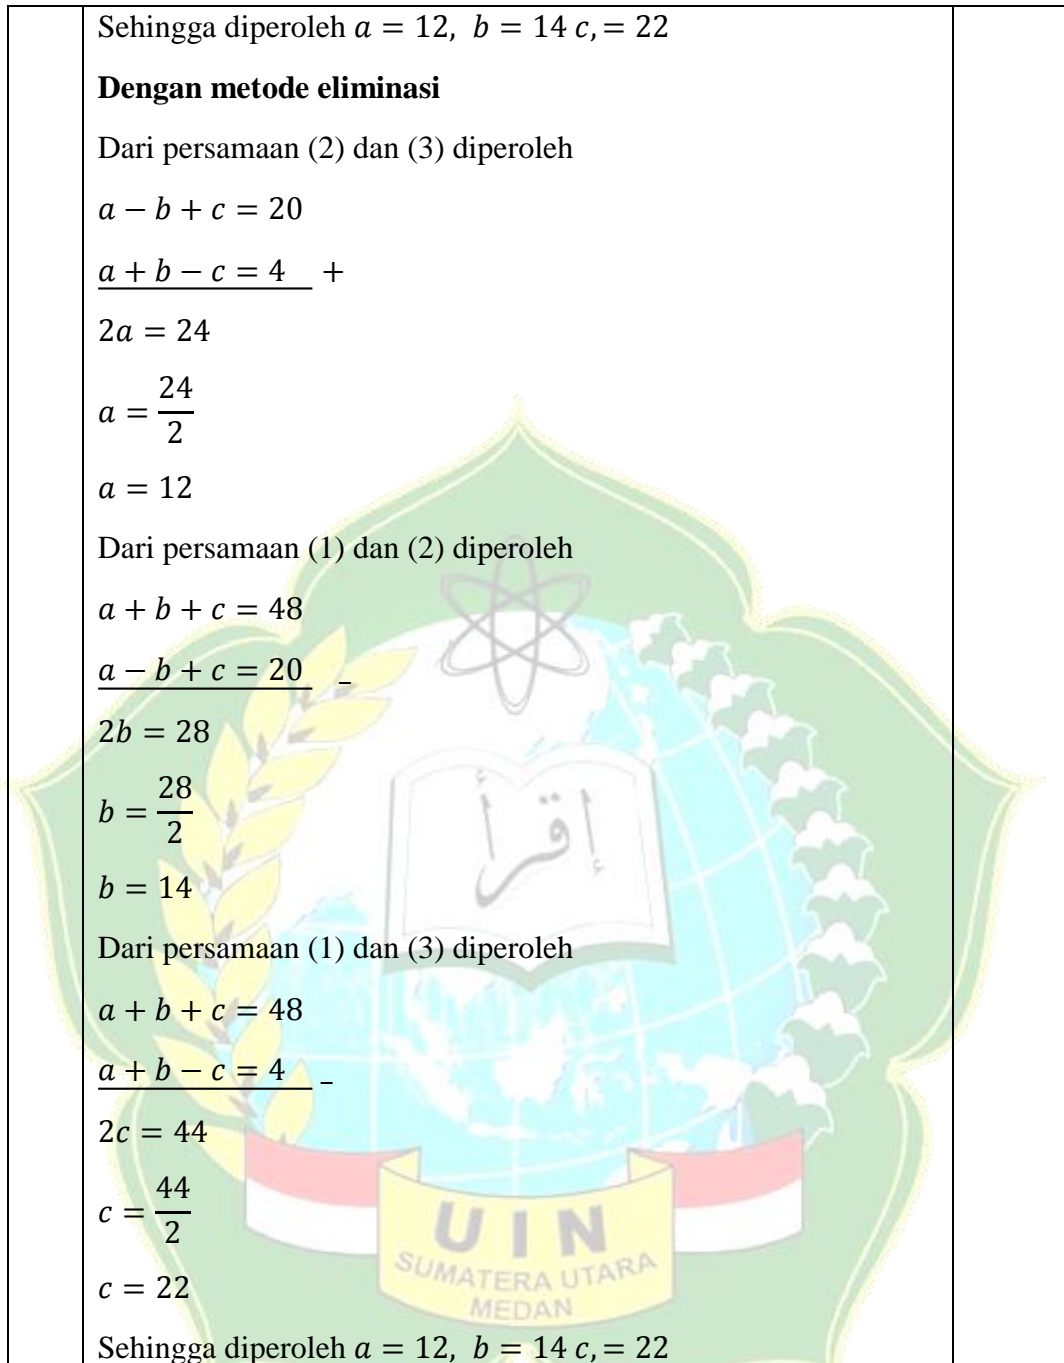 Sehingga diperoleh a = 12, b = 14 c, = 22
Dengan metode eliminasi
Dari persamaan (2) dan (3) diperoleh
a − b + c = 20
a + b − c = 4 +
2a = 24
a = 24/2
a = 12
Dari persamaan (1) dan (2) diperoleh
a + b + c = 48
a − b + c = 20 −
2b = 28
b = 28/2
b = 14
Dari persamaan (1) dan (3) diperoleh
a + b + c = 48
a + b − c = 4 −
2c = 44
c = 44/2
c = 22
Sehingga diperoleh a = 12, b = 14 c, = 22
إقرأ
UIN
SUMATERA UTARA
MEDAN